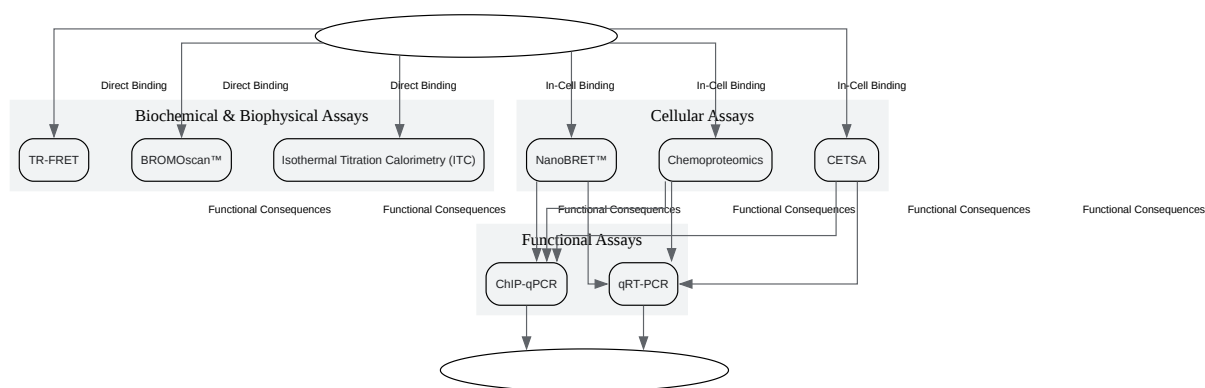 Direct Binding
Direct Binding
Direct Binding
In-Cell Binding
In-Cell Binding
In-Cell Binding
Biochemical & Biophysical Assays
Cellular Assays
TR-FRET
BROMOscan™
Isothermal Titration Calorimetry (ITC)
NanoBRET™
Chemoproteomics
CETSA
Functional Consequences
Functional Consequences
Functional Consequences
Functional Consequences
Functional Consequences
Functional Consequences
Functional Assays
ChIP-qPCR
qRT-PCR